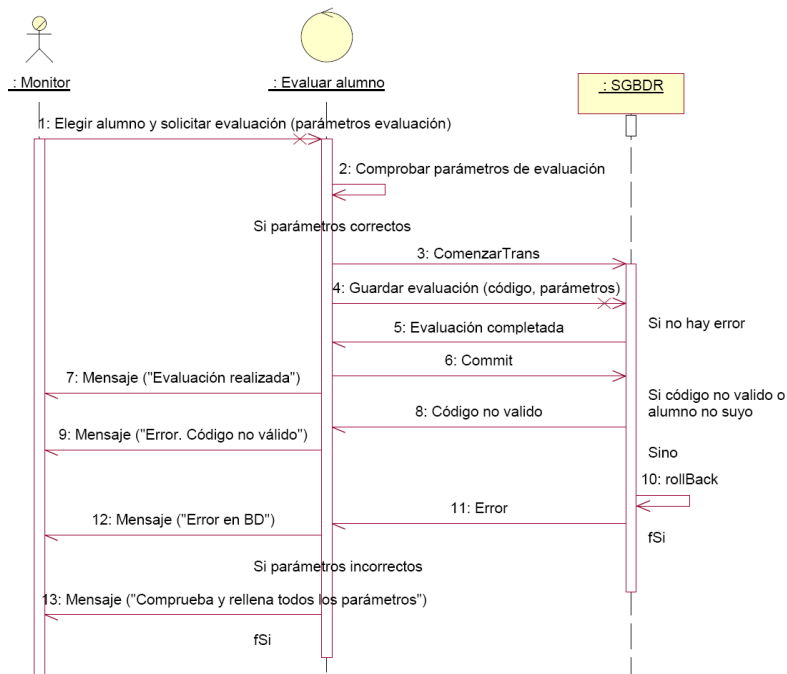 : Monitor
: Evaluar alumno
: SGBDR
1: Elegir alumno y solicitar evaluación (parámetros evaluación)
2: Comprobar parámetros de evaluación
Si parámetros correctos
3: ComenzarTrans
4: Guardar evaluación (código, parámetros)
Si no hay error
5: Evaluación completada
6: Commit
7: Mensaje ("Evaluación realizada")
Si código no valido o
alumno no suyo
8: Código no valido
9: Mensaje ("Error. Código no válido")
Sino
10: rollBack
11: Error
12: Mensaje ("Error en BD")
fSi
Si parámetros incorrectos
13: Mensaje ("Comprueba y rellena todos los parámetros")
fSi